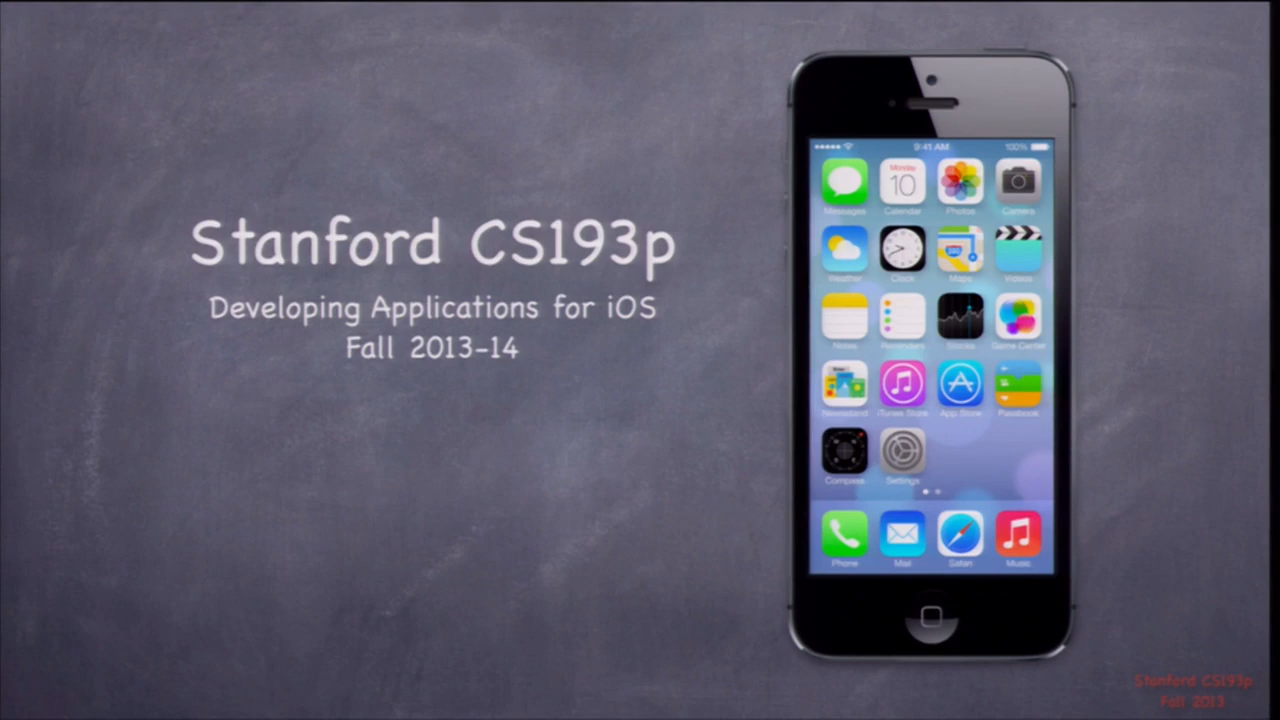 Stanford CS193p
Developing Applications for iOS
Fall 2013-14
9:41 AM 100%
Monday
10
Messages Calendar Photos Camera
280
Weather Clock Maps Videos
Notes Reminders Stocks Game Center
Newsstand iTunes Store App Store Passbook
Compass Settings
Phone Mail Safari Music
Stanford CS193p
Fall 2013